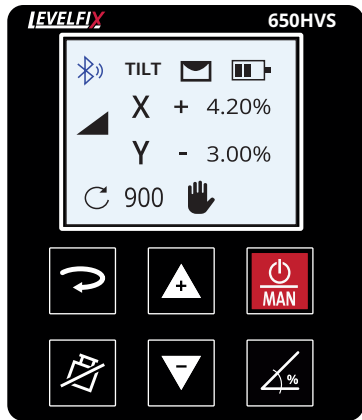 LEVELFIX 650HVS
TILT
X + 4.20%
Y - 3.00%
900
+ MAN
- %